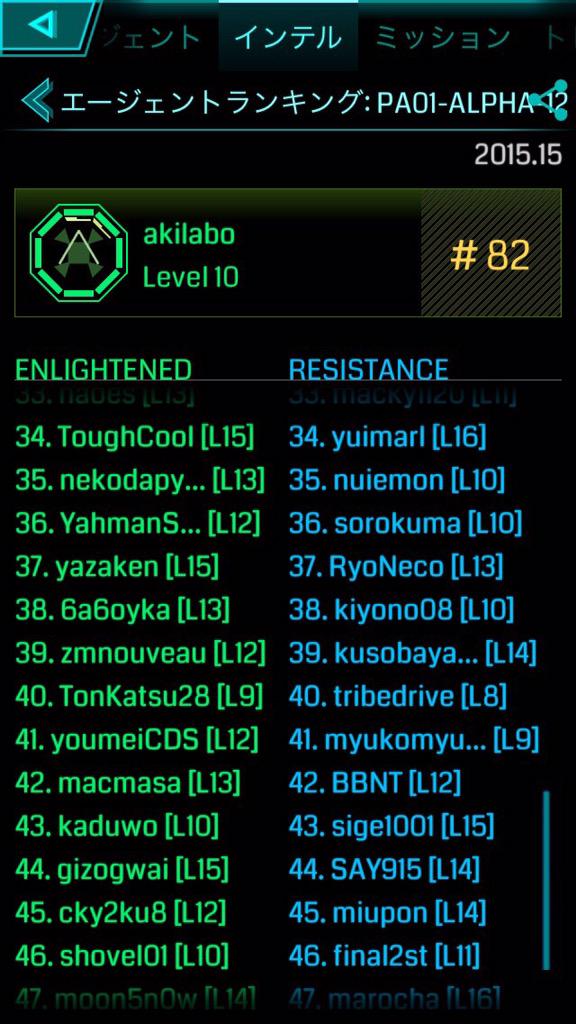 ジェント インテル ミッション ト
エージェントランキング: PA01-ALPHA-12
2015.15
akilabo
Level 10
# 82
ENLIGHTENED RESISTANCE
33. nabes [L13] 33. [L11]
34. ToughCool [L15] 34. yuimarl [L16]
35. nekodapy... [L13] 35. nuiemon [L10]
36. YahmanS... [L12] 36. sorokuma [L10]
37. yazaken [L15] 37. RyoNeco [L13]
38. 6a6oyka [L13] 38. kiyono08 [L10]
39. zmnouveau [L12] 39. kusobaya... [L14]
40. TonKatsu28 [L9] 40. tribedrive [L8]
41. youmeiCDS [L12] 41. myukomyu... [L9]
42. macmasa [L13] 42. BBNT [L12]
43. kaduwo [L10] 43. sige1001 [L15]
44. gizogwai [L15] 44. SAY915 [L14]
45. cky2ku8 [L12] 45. miupon [L14]
46. shovel01 [L10] 46. final2st [L11]
47. moon5n0w [L14] 47. marocha [L16]